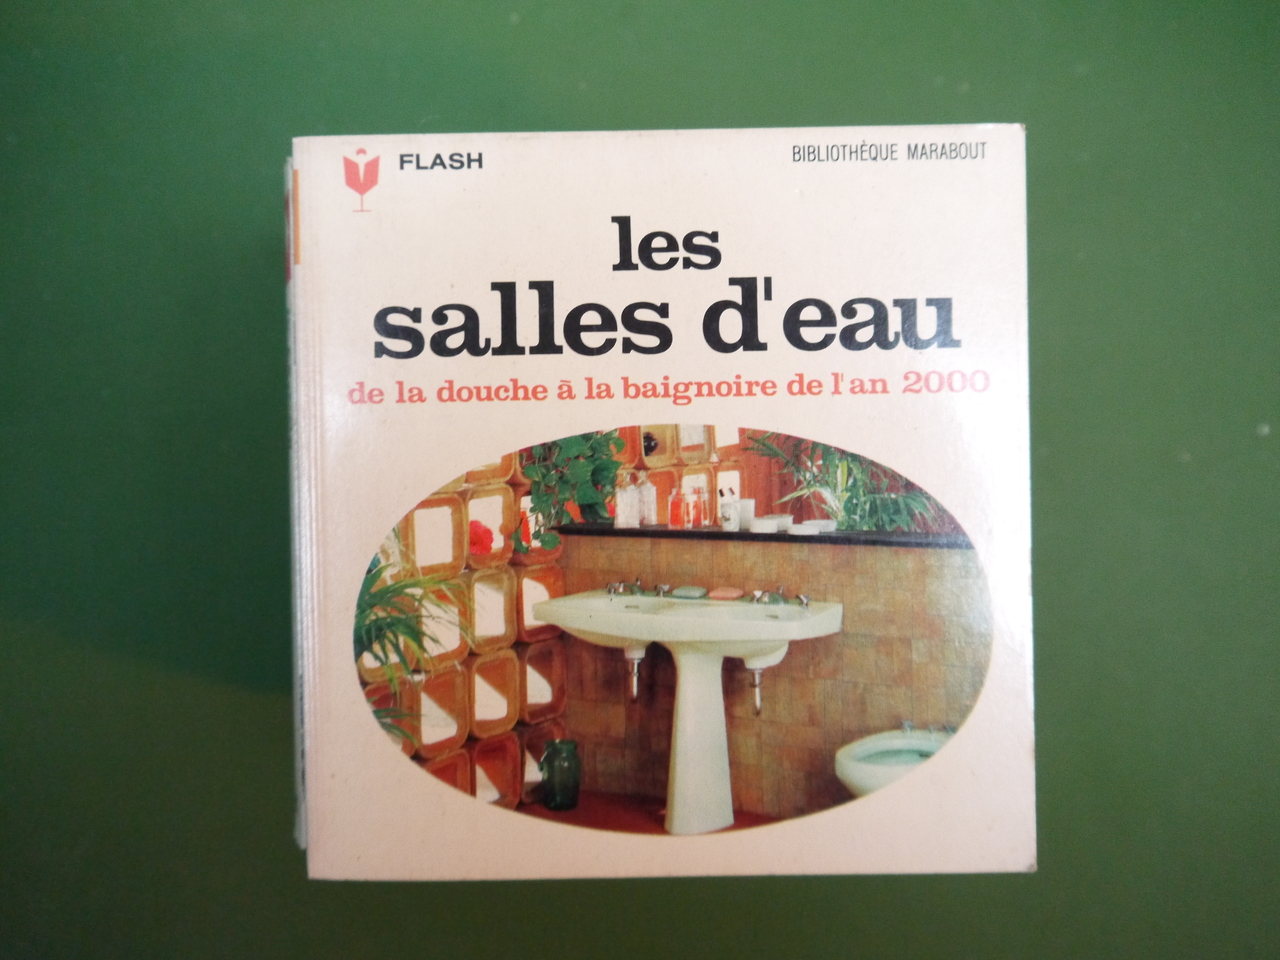 FLASH
BIBLIOTHÈQUE MARABOUT
les
salles d'eau
de la douche à la baignoire de l'an 2000